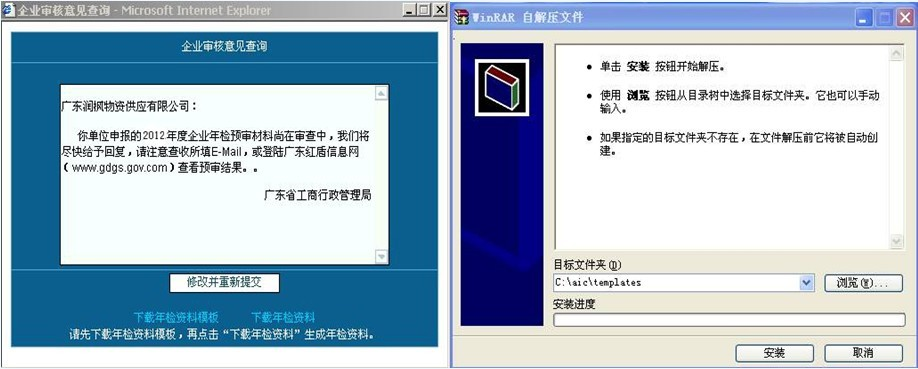 企业审核意见查询 - Microsoft Internet Explorer
企业审核意见查询
广东润枫物资供应有限公司：
你单位申报的2012年度企业年检预审材料尚在审查中，我们将
尽快给予回复，请注意查收所填E-Mail，或登陆广东红盾信息网
（www.gdgs.gov.com）查看预审结果。。
广东省工商行政管理局
修改并重新提交
下载年检资料模板 下载年检资料
请先下载年检资料模板，再点击“下载年检资料”生成年检资料。
WinRAR 自解压文件
• 单击 安装 按钮开始解压。
• 使用 浏览 按钮从目录树中选择目标文件夹。它也可以手动
输入。
• 如果指定的目标文件夹不存在，在文件解压前它将被自动创
建。
目标文件夹(D)
C:\aic\templates
浏览(W)...
安装进度
安装
取消